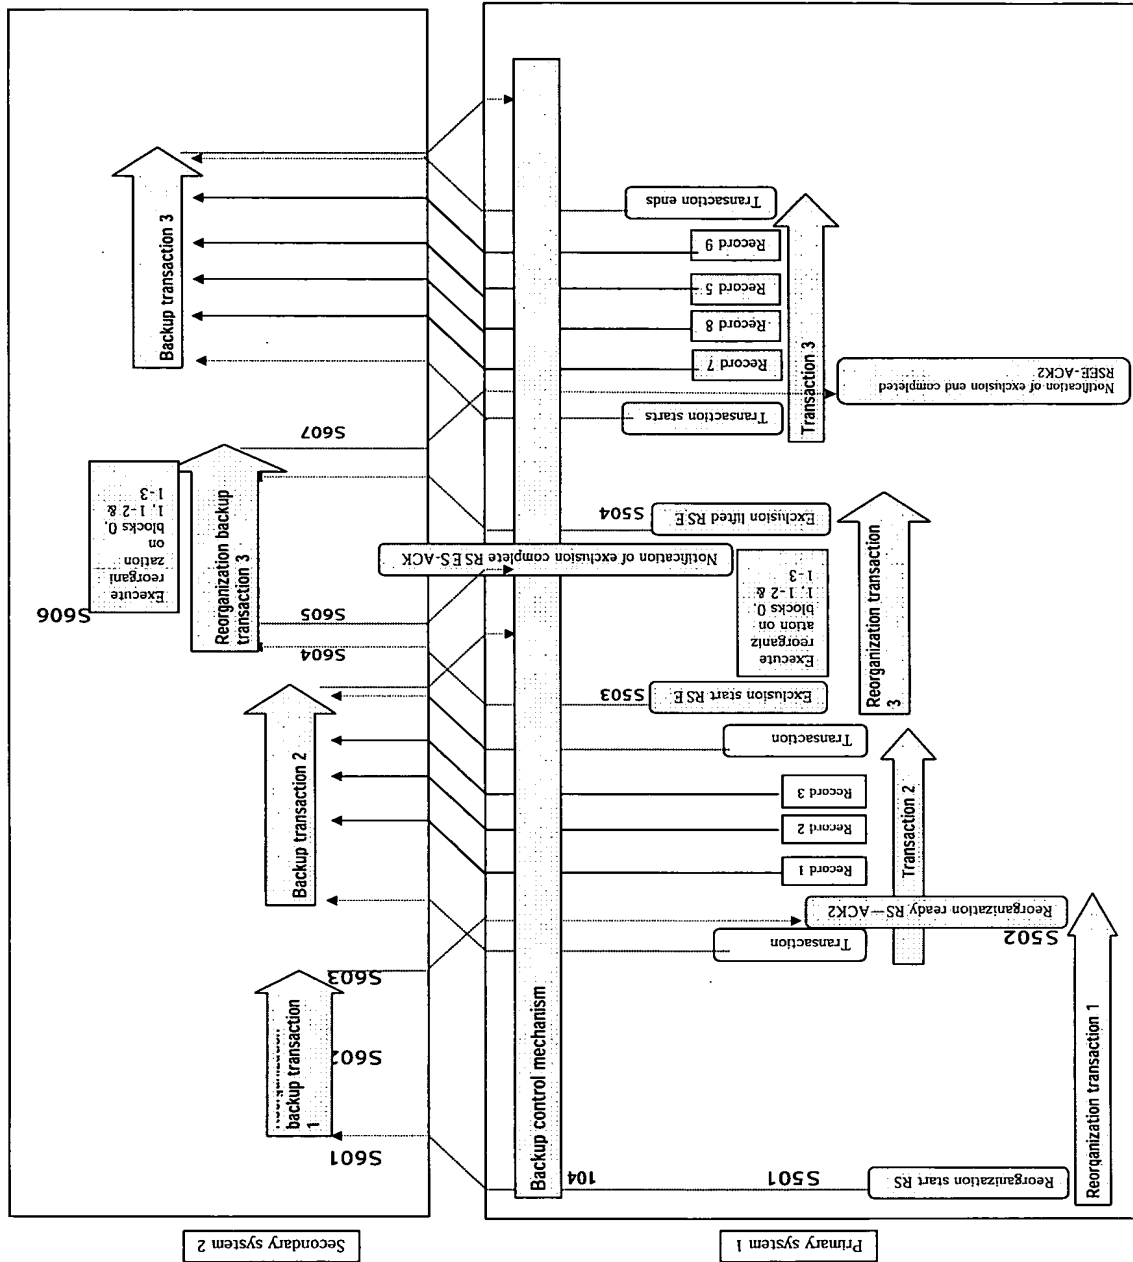 Primary system 1
Secondary system 2
Reorganization start RS
S501
104
S601
Reorganization transaction 1
Backup control mechanism
backup transaction
1
S602
S603
Transaction
S502
Reorganization ready RS—ACK2
Transaction 2
Record 1
Record 2
Record 3
Transaction
Backup transaction 2
Exclusion start RSE
S503
S604
S605
Reorganization transaction
3
Execute
reorganiz
ation on
blocks 0,
1, 1-2 &
1-3
Notification of exclusion complete RSES-ACK
Exclusion lifted RSE
S504
Reorganization backup
transaction 3
S606
Execute
reorgani
zation
on
blocks 0,
1, 1-2 &
1-3
S607
Transaction starts
Notification of exclusion end completed
RSEE-ACK2
Transaction 3
Record 7
Record 8
Record 5
Record 9
Transaction ends
Backup transaction 3